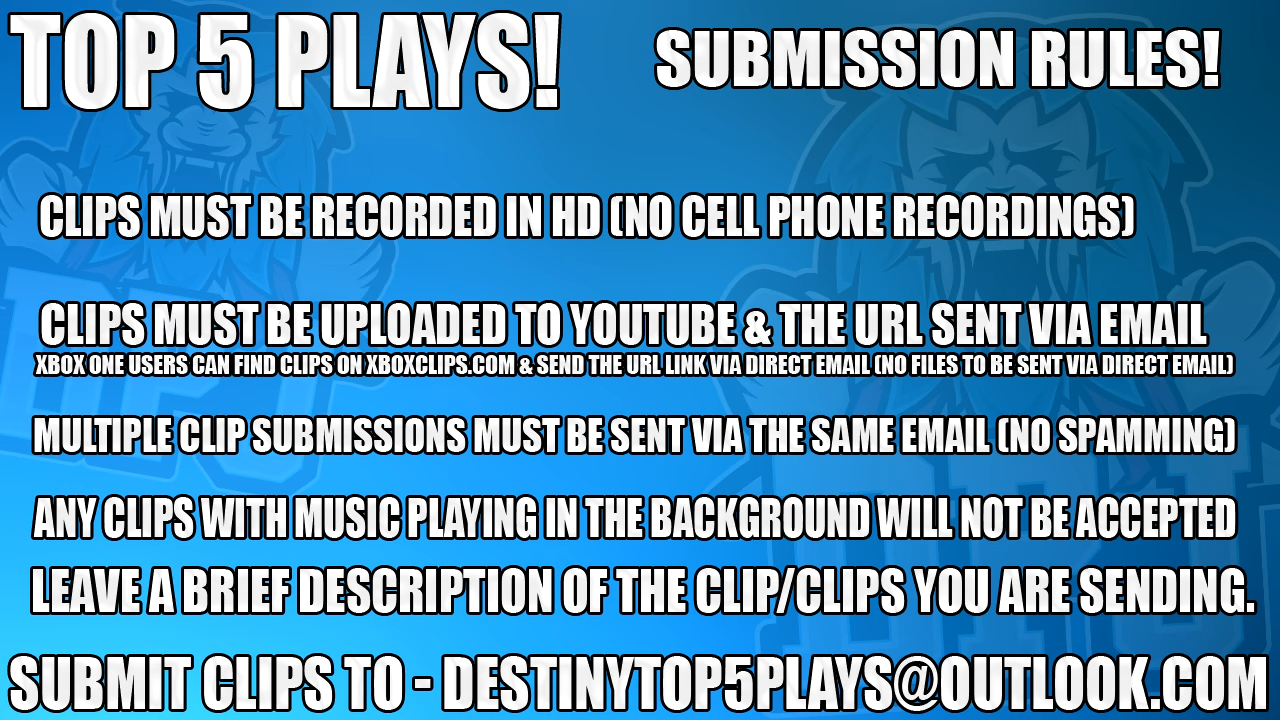 TOP 5 PLAYS!
SUBMISSION RULES!
CLIPS MUST BE RECORDED IN HD (NO CELL PHONE RECORDINGS)
CLIPS MUST BE UPLOADED TO YOUTUBE & THE URL SENT VIA EMAIL
XBOX ONE USERS CAN FIND CLIPS ON XBOXCLIPS.COM & SEND THE URL LINK VIA DIRECT EMAIL (NO FILES TO BE SENT VIA DIRECT EMAIL)
MULTIPLE CLIP SUBMISSIONS MUST BE SENT VIA THE SAME EMAIL (NO SPAMMING)
ANY CLIPS WITH MUSIC PLAYING IN THE BACKGROUND WILL NOT BE ACCEPTED
LEAVE A BRIEF DESCRIPTION OF THE CLIP/CLIPS YOU ARE SENDING.
SUBMIT CLIPS TO - DESTINYTOP5PLAYS@OUTLOOK.COM